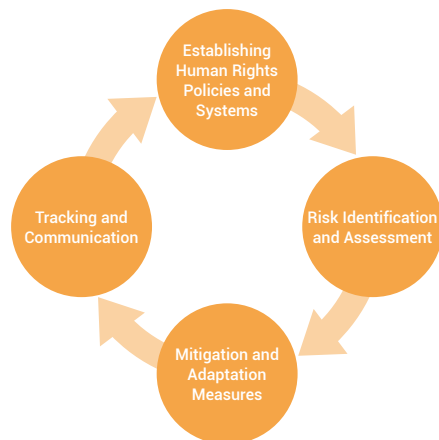 Establishing
Human Rights
Policies and
Systems
Risk Identification
and Assessment
Mitigation and
Adaptation
Measures
Tracking and
Communication